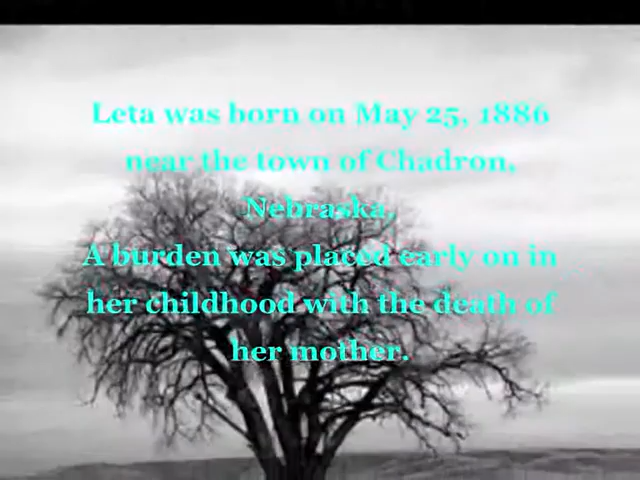 Leta was born on May 25, 1886
near the town of Chadron,
Nebraska.
A burden was placed early on in
her childhood with the death of
her mother.